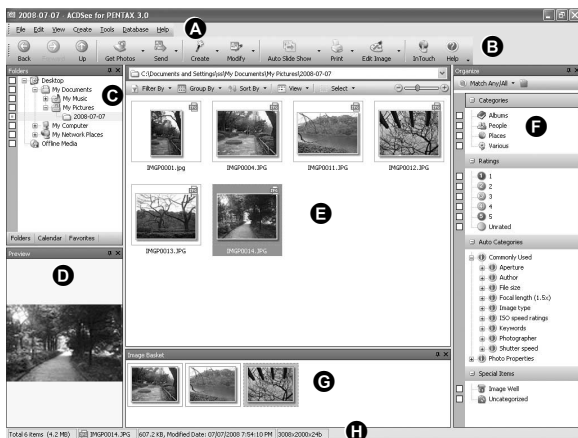 2008-07-07 - ACDSee for PENTAX 3.0
File Edit View Create Tools Database Help
A
Back Up Get Photos Send Create Modify Auto Slide Show Print Edit Image InTouch Help
B
Folders
Desktop
My Documents
My Music
My Pictures
2008-07-07
My Computer
My Network Places
Offline Media
C
Folders Calendar Favorites
Preview
D
C:\Documents and Settings\ps\My Documents\My Pictures\2008-07-07
Filter By Group By Sort By View Select
IMGP0001.jpg IMGP0004.JPG IMGP0011.JPG IMGP0012.JPG
IMGP0013.JPG IMGP0014.JPG
E
Image Basket
G
Organize
Match Any/All
Categories
Albums
People
Places
Various
F
Ratings
1
2
3
4
5
Unrated
Auto Categories
Commonly Used
Aperture
Author
File size
Focal length (1.5x)
Image type
ISO speed ratings
Keywords
Photographer
Shutter speed
Photo Properties
Special Items
Image Well
Uncategorized
Total 6 items (4.2 MB) IMGP0014.JPG 607.2 KB, Modified Date: 07/07/2008 7:54:10 PM 3008x2000x24b
H